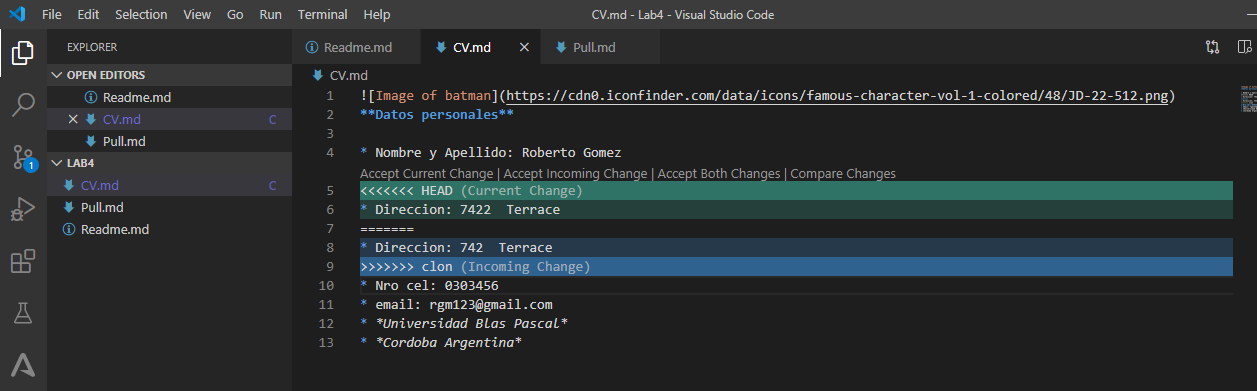 File Edit Selection View Go Run Terminal Help CV.md - Lab4 - Visual Studio Code
EXPLORER
OPEN EDITORS
Readme.md
CV.md C
Pull.md
LAB4
CV.md C
Pull.md
Readme.md
1
Readme.md CV.md Pull.md
CV.md
1 ![Image of batman](https://cdn0.iconfinder.com/data/icons/famous-character-vol-1-colored/48/JD-22-512.png)
2 **Datos personales**
3
4 * Nombre y Apellido: Roberto Gomez
Accept Current Change | Accept Incoming Change | Accept Both Changes | Compare Changes
5 <<<<<<< HEAD (Current Change)
6 * Direccion: 7422  Terrace
7 =======
8 * Direccion: 742  Terrace
9 >>>>>>> clon (Incoming Change)
10 * Nro cel: 0303456
11 * email: rgm123@gmail.com
12 * *Universidad Blas Pascal*
13 * *Cordoba Argentina*